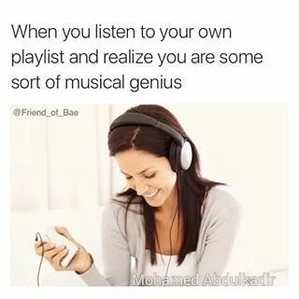 When you listen to your own
playlist and realize you are some
sort of musical genius
@Friend_of_Bae
Mohamed Abdulkadir